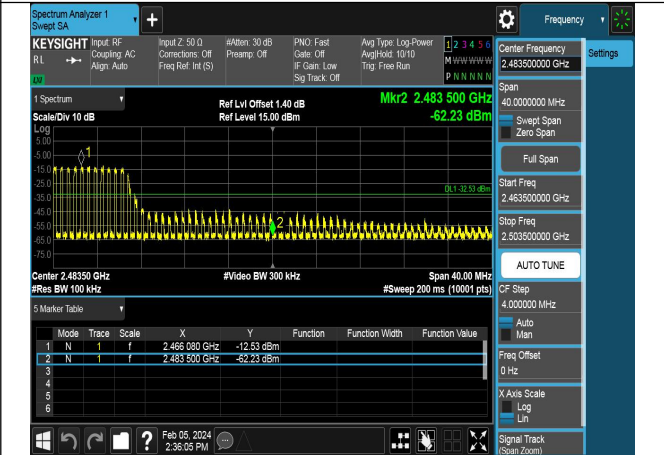 Spectrum Analyzer 1
Swept SA
+
Frequency
KEYSIGHT Input: RF Input Z: 50 Ω #Atten: 30 dB PNO: Fast Avg Type: Log-Power 1 2 3 4 5 6
RL Coupling: AC Corrections: Off Preamp: Off Gate: Off Avg|Hold: 10/10 M W W W W W
Align: Auto Freq Ref: Int (S) IF Gain: Low Trig: Free Run
Sig Track: Off P N N N N N
1 Spectrum
Scale/Div 10 dB
Ref Lvl Offset 1.40 dB
Ref Level 15.00 dBm
Mkr2 2.483 500 GHz
-62.23 dBm
Log
5.00
-5.00
-15.0
-25.0
-35.0
-45.0
-55.0
-65.0
-75.0
1
2
DL1 -32.53 dBm
Center 2.48350 GHz #Video BW 300 kHz Span 40.00 MHz
#Res BW 100 kHz #Sweep 200 ms (10001 pts)
5 Marker Table
Mode Trace Scale X Y Function Function Width Function Value
1 N 1 f 2.466 080 GHz -12.53 dBm
2 N 1 f 2.483 500 GHz -62.23 dBm
3
4
5
6
?
Feb 05, 2024
2:36:05 PM
Center Frequency
2.483500000 GHz
Settings
Span
40.0000000 MHz
Swept Span
Zero Span
Full Span
Start Freq
2.463500000 GHz
Stop Freq
2.503500000 GHz
AUTO TUNE
CF Step
4.000000 MHz
Auto
Man
Freq Offset
0 Hz
X Axis Scale
Log
Lin
Signal Track
(Span Zoom)